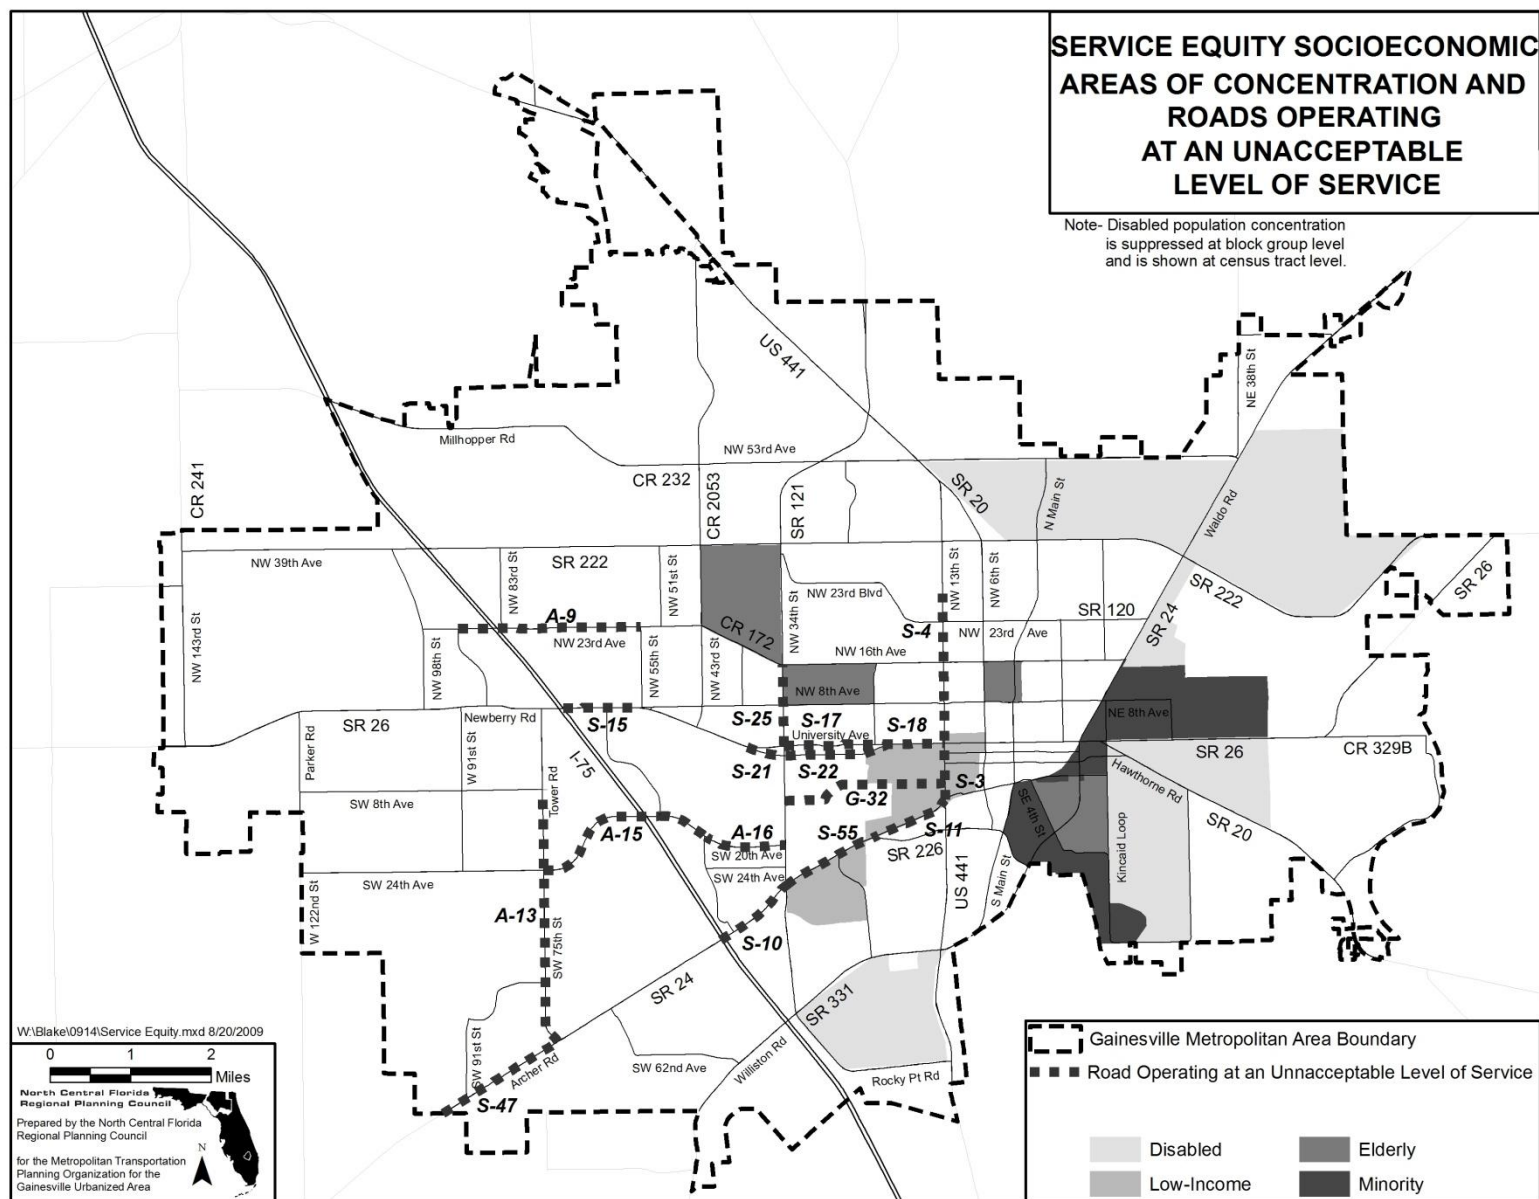 SERVICE EQUITY SOCIOECONOMIC
AREAS OF CONCENTRATION AND
ROADS OPERATING
AT AN UNACCEPTABLE
LEVEL OF SERVICE
Note- Disabled population concentration
is suppressed at block group level
and is shown at census tract level.
US 441
NE 38th St
Millhopper Rd
NW 53rd Ave
CR 241
CR 232
CR 2053
SR 121
SR 20
N Main St
Waldo Rd
NW 39th Ave
NW 83rd St
SR 222
NW 51st St
NW 34th St
NW 23rd Blvd
NW 13th St
NW 6th St
SR 120
SR 24
SR 222
SR 26
A-9
NW 143rd St
NW 98th St
NW 23rd Ave
NW 55th St
NW 43rd St
CR 172
S-4
NW 23rd Ave
NW 16th Ave
NW 8th Ave
NE 8th Ave
SR 26
Parker Rd
Newberry Rd
S-15
S-25
S-17
S-18
University Ave
SR 26
CR 329B
W 91st St
Tower Rd
I-75
S-21
S-22
S-3
G-32
Hawthorne Rd
SW 8th Ave
A-15
A-16
S-55
S-11
SR 226
SE 4th St
Kincaid Loop
SR 20
SW 20th Ave
SW 24th Ave
SW 24th Ave
W 122nd St
A-13
SW 75th St
S-10
US 441
S Main St
SR 24
SR 331
SW 91st St
Archer Rd
SW 62nd Ave
Williston Rd
Rocky Pt Rd
S-47
W:\Blake\0914\Service Equity.mxd 8/20/2009
0 1 2
Miles
North Central Florida
Regional Planning Council
Prepared by the North Central Florida
Regional Planning Council
N
for the Metropolitan Transportation
Planning Organization for the
Gainesville Urbanized Area
Gainesville Metropolitan Area Boundary
Road Operating at an Unnacceptable Level of Service
Disabled
Elderly
Low-Income
Minority